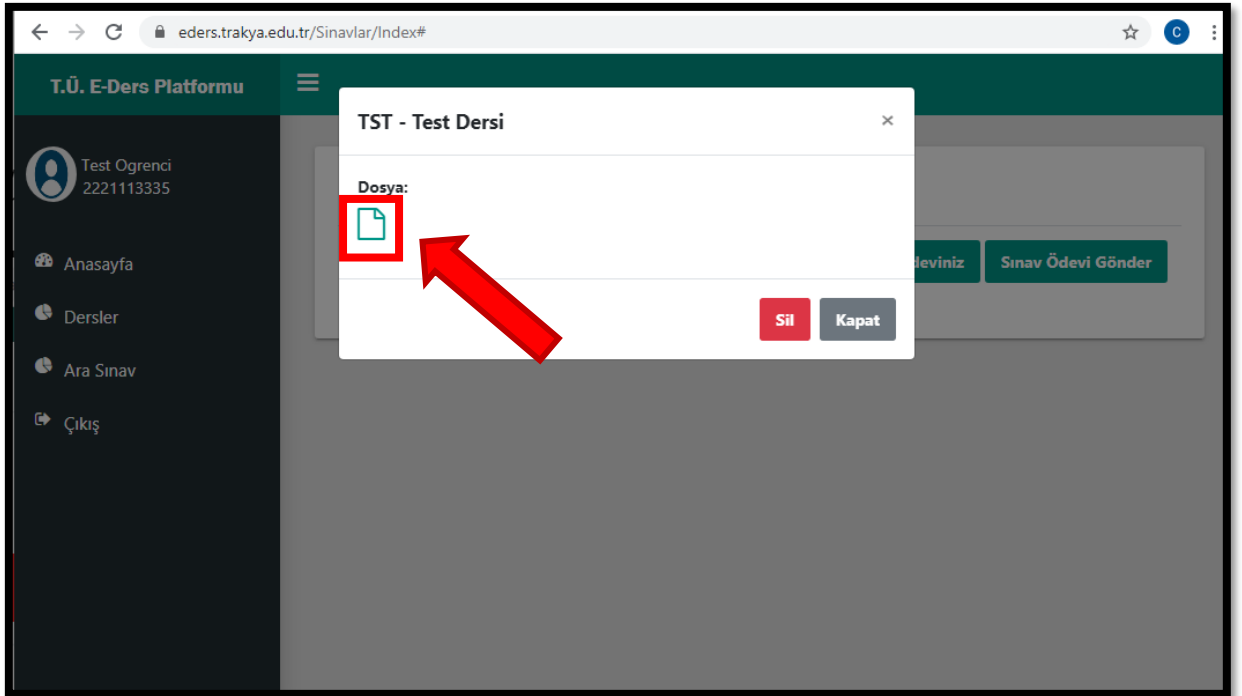 eders.trakya.edu.tr/Sinavlar/Index#
C
T.Ü. E-Ders Platformu
Test Ogrenci
2221113335
Anasayfa
Dersler
Ara Sınav
Çıkış
TST - Test Dersi
×
Dosya:
Sınav Ödevi Gönder
Sil
Kapat